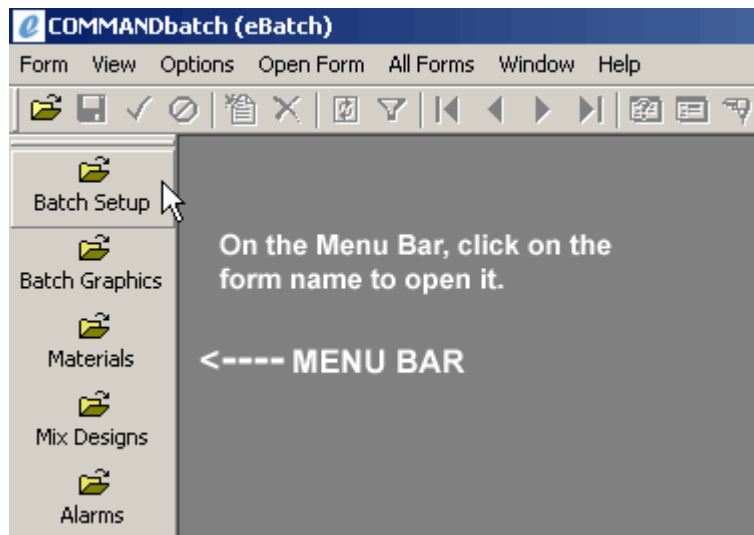 COMMANDbatch (eBatch)
Form View Options Open Form All Forms Window Help
Batch Setup
Batch Graphics
Materials
Mix Designs
Alarms
On the Menu Bar, click on the
form name to open it.
<---- MENU BAR